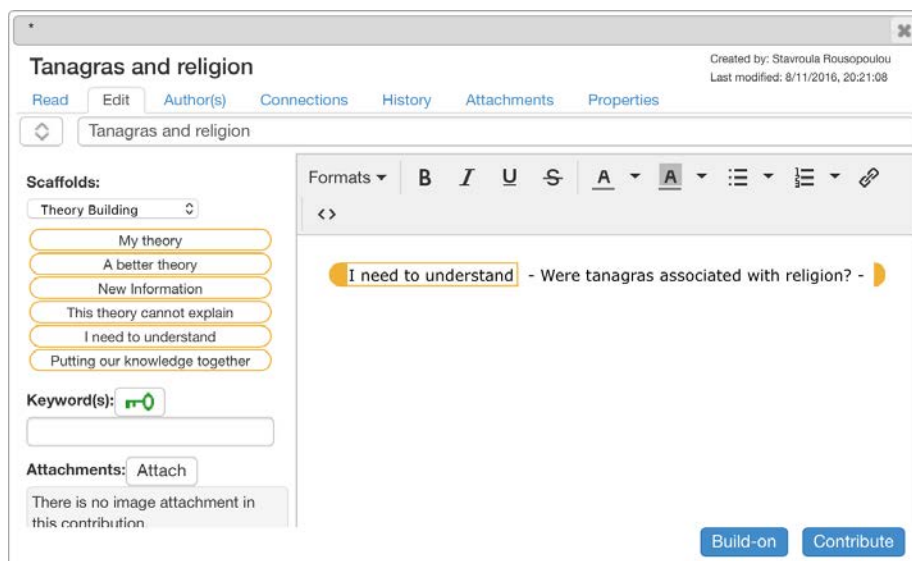 *
Tanagras and religion
Created by: Stavroula Rousopoulou
Last modified: 8/11/2016, 20:21:08
Read Edit Author(s) Connections History Attachments Properties
Tanagras and religion
Scaffolds:
Theory Building
My theory
A better theory
New Information
This theory cannot explain
I need to understand
Putting our knowledge together
Keyword(s):
Attachments: Attach
There is no image attachment in
this contribution.
Formats B I U S A A
<>
I need to understand - Were tanagras associated with religion? -
Build-on Contribute